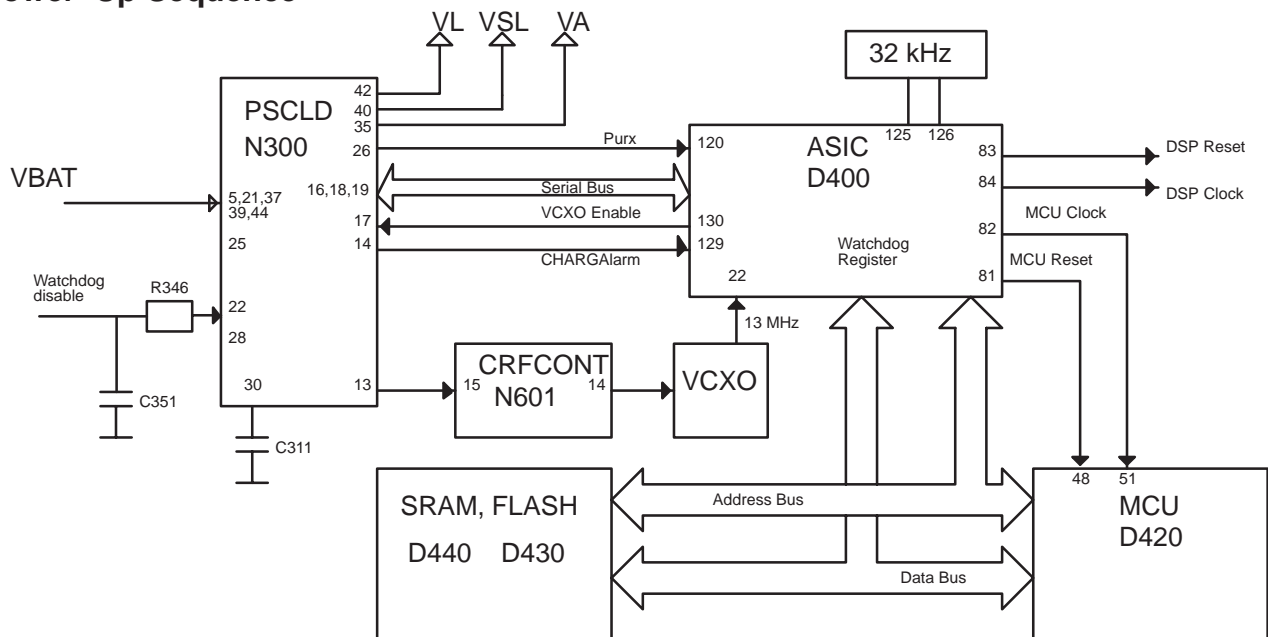 Power Up Sequence
VL VSL VA
32 kHz
PSCLD
N300
42
40
35
26
16,18,19
17
14
5,21,37
39,44
25
22
28
30
13
VBAT
Watchdog
disable
R346
C351
C311
Purx
Serial Bus
VCXO Enable
CHARGAlarm
125 126
120
ASIC
D400
130
129
22
Watchdog
Register
83
84
82
81
DSP Reset
DSP Clock
MCU Clock
MCU Reset
13 MHz
CRFCONT
15 14
N601
VCXO
SRAM, FLASH
D440 D430
Address Bus
Data Bus
48 51
MCU
D420